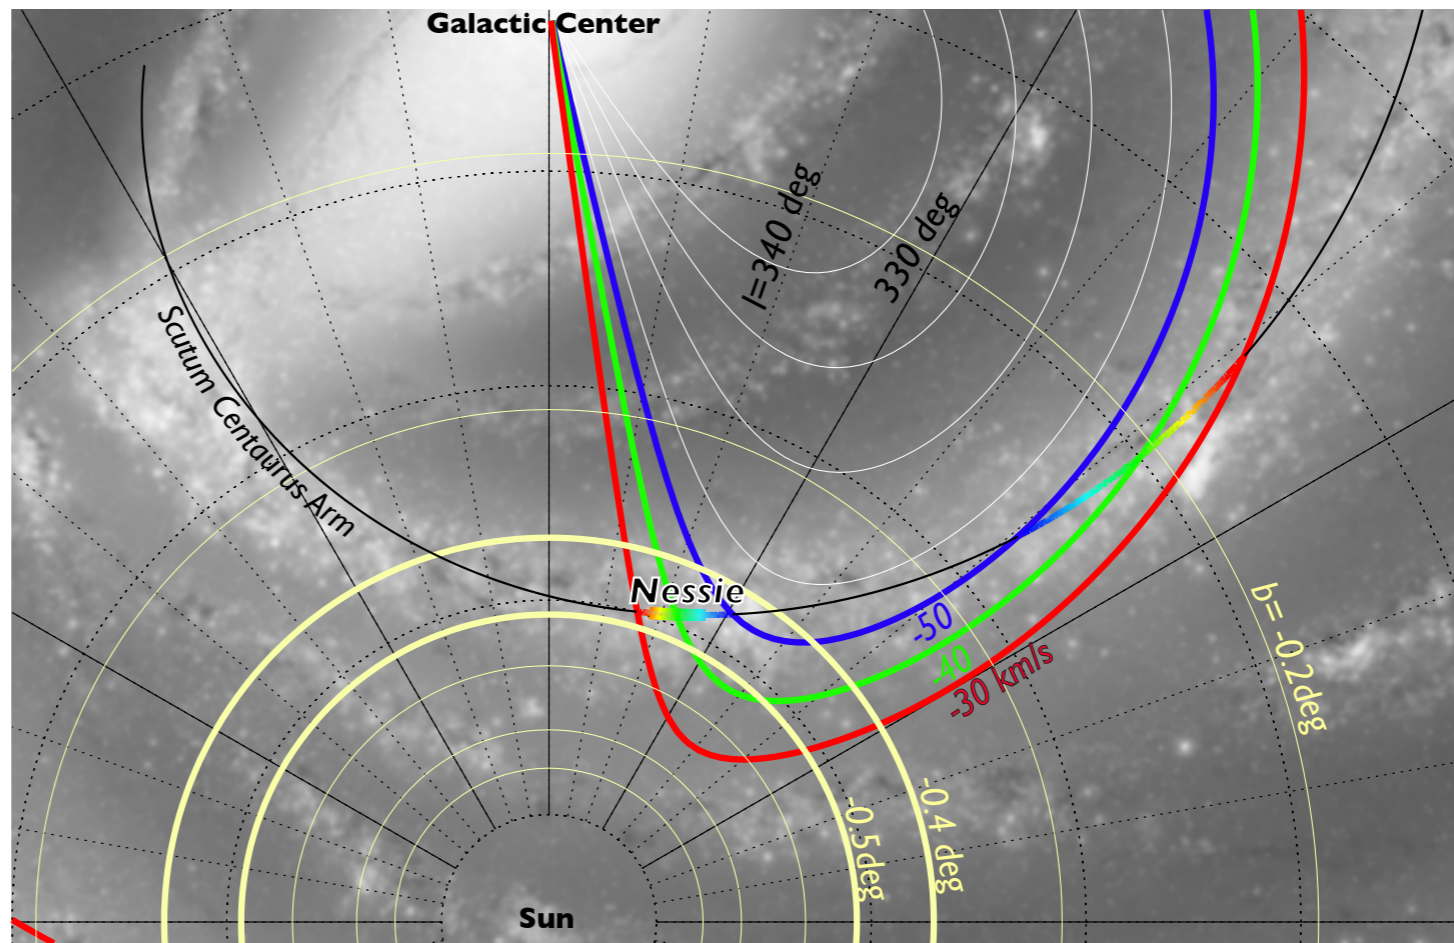 Galactic Center
l=340 deg
330 deg
Scutum Centaurus Arm
Nessie
-50
-40
-30 km/s
b= -0.2deg
-0.5deg
-0.4 deg
Sun